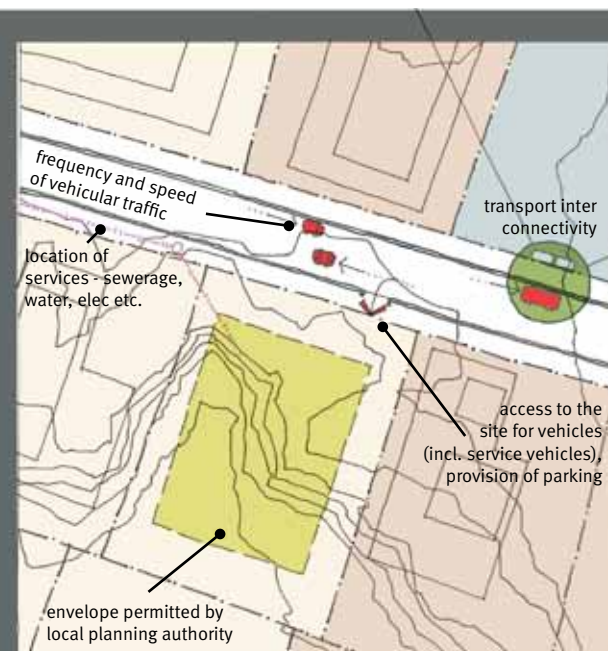 frequency and speed
of vehicular traffic
transport inter
connectivity
location of
services - sewerage,
water, elec etc.
access to the
site for vehicles
(incl. service vehicles),
provision of parking
envelope permitted by
local planning authority